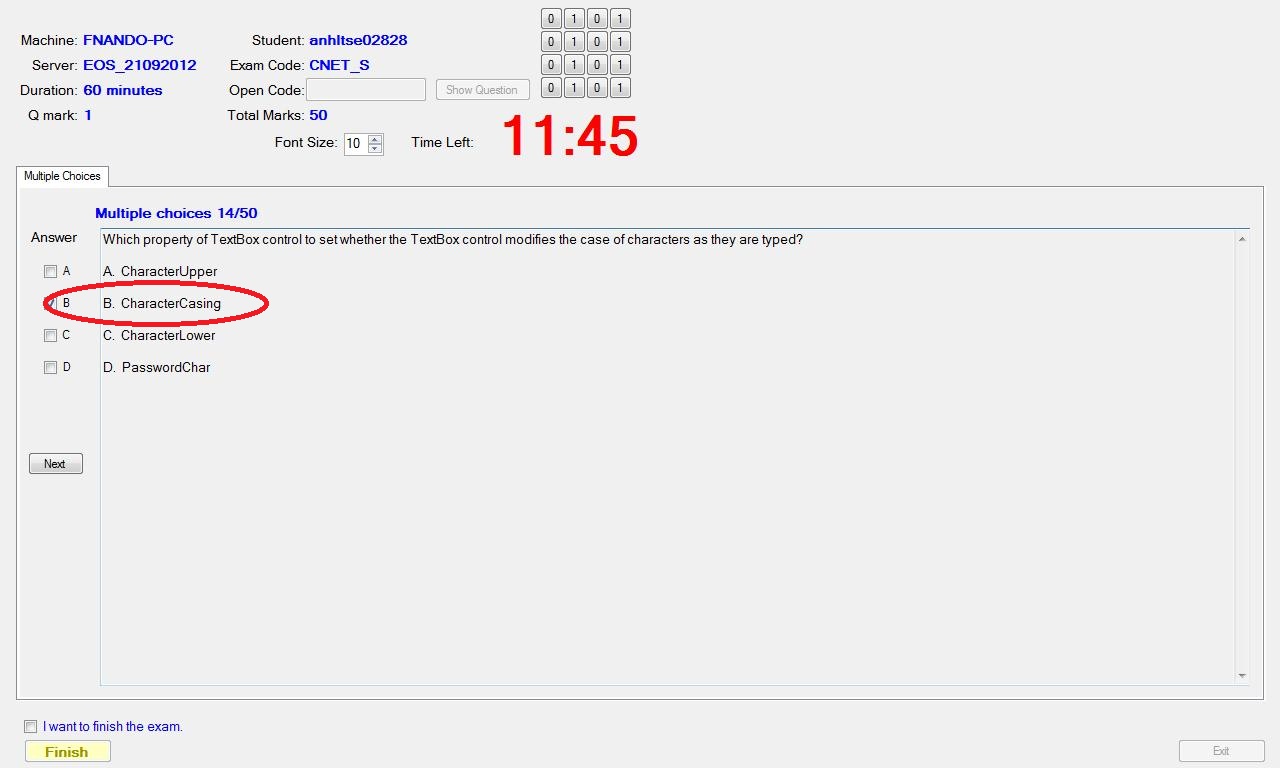 0 1 0 1
Machine: FNANDO-PC Student: anhltse02828
0 1 0 1
Server: EOS_21092012 Exam Code: CNET_S
0 1 0 1
Duration: 60 minutes Open Code: Show Question
0 1 0 1
Q mark: 1 Total Marks: 50
Font Size: 10 Time Left: 11:45
Multiple Choices
Multiple choices 14/50
Answer Which property of TextBox control to set whether the TextBox control modifies the case of characters as they are typed?
A A. CharacterUpper
B B. CharacterCasing
C C. CharacterLower
D D. PasswordChar
Next
I want to finish the exam.
Finish Exit